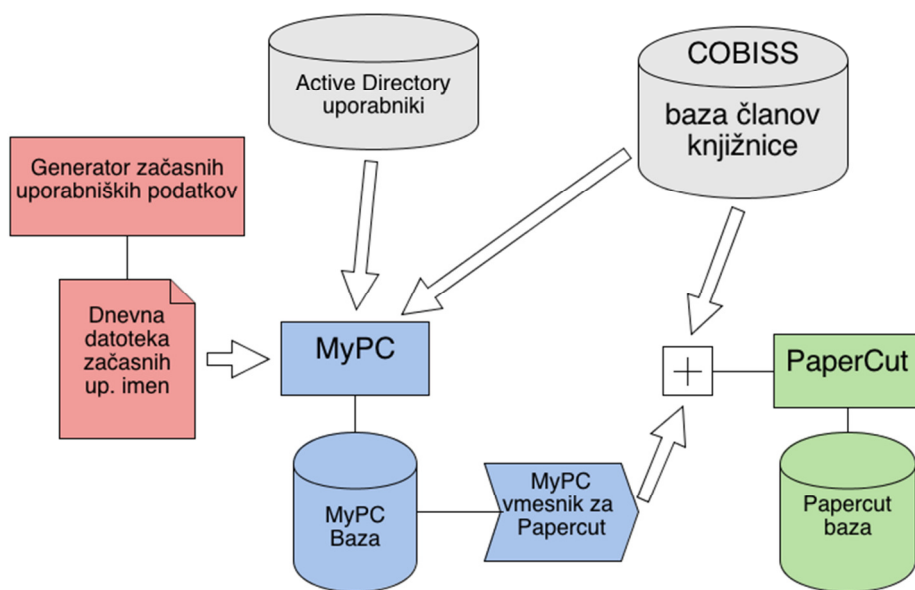 Active Directory
uporabniki
COBISS
baza članov
knjižnice
Generator začasnih
uporabniških podatkov
Dnevna
datoteka
začasnih
up. imen
MyPC
PaperCut
MyPC
Baza
MyPC
vmesnik za
Papercut
Papercut
baza